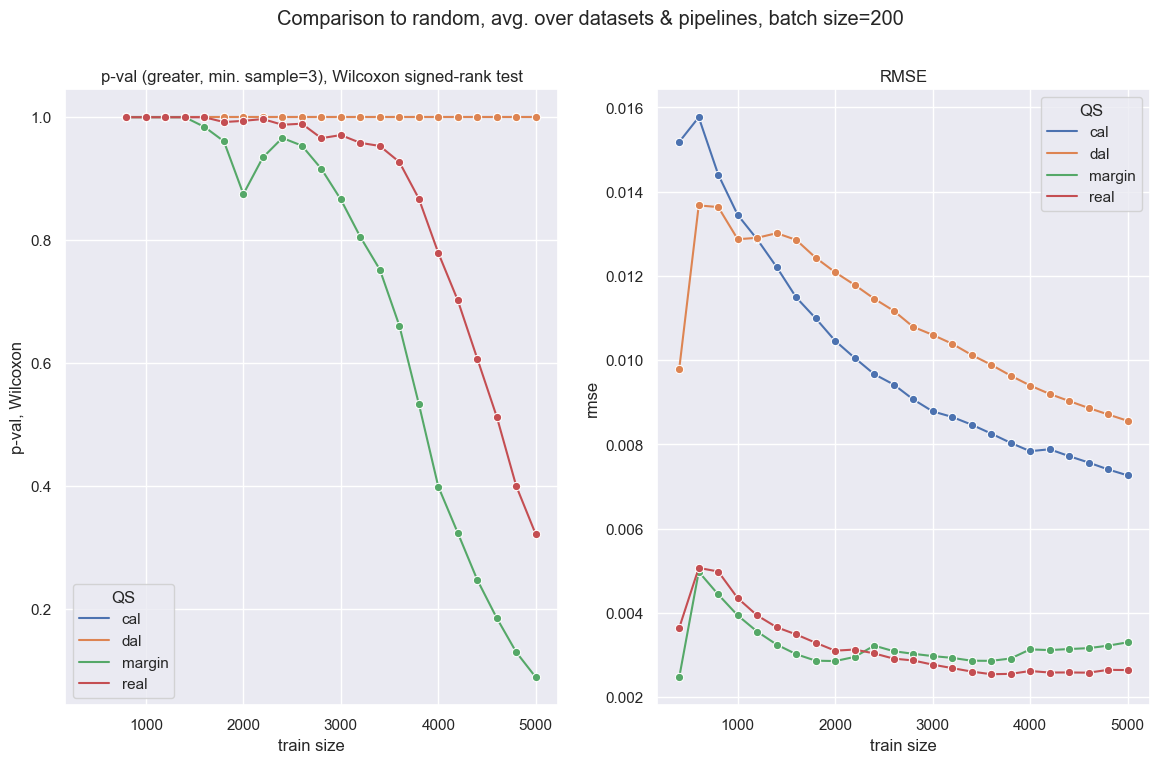 Comparison to random, avg. over datasets & pipelines, batch size=200
p-val (greater, min. sample=3), Wilcoxon signed-rank test
p-val, Wilcoxon
1.0
0.8
0.6
0.4
0.2
QS
cal
dal
margin
real
1000
2000
3000
4000
5000
train size
RMSE
rmse
0.016
0.014
0.012
0.010
0.008
0.006
0.004
0.002
QS
cal
dal
margin
real
1000
2000
3000
4000
5000
train size